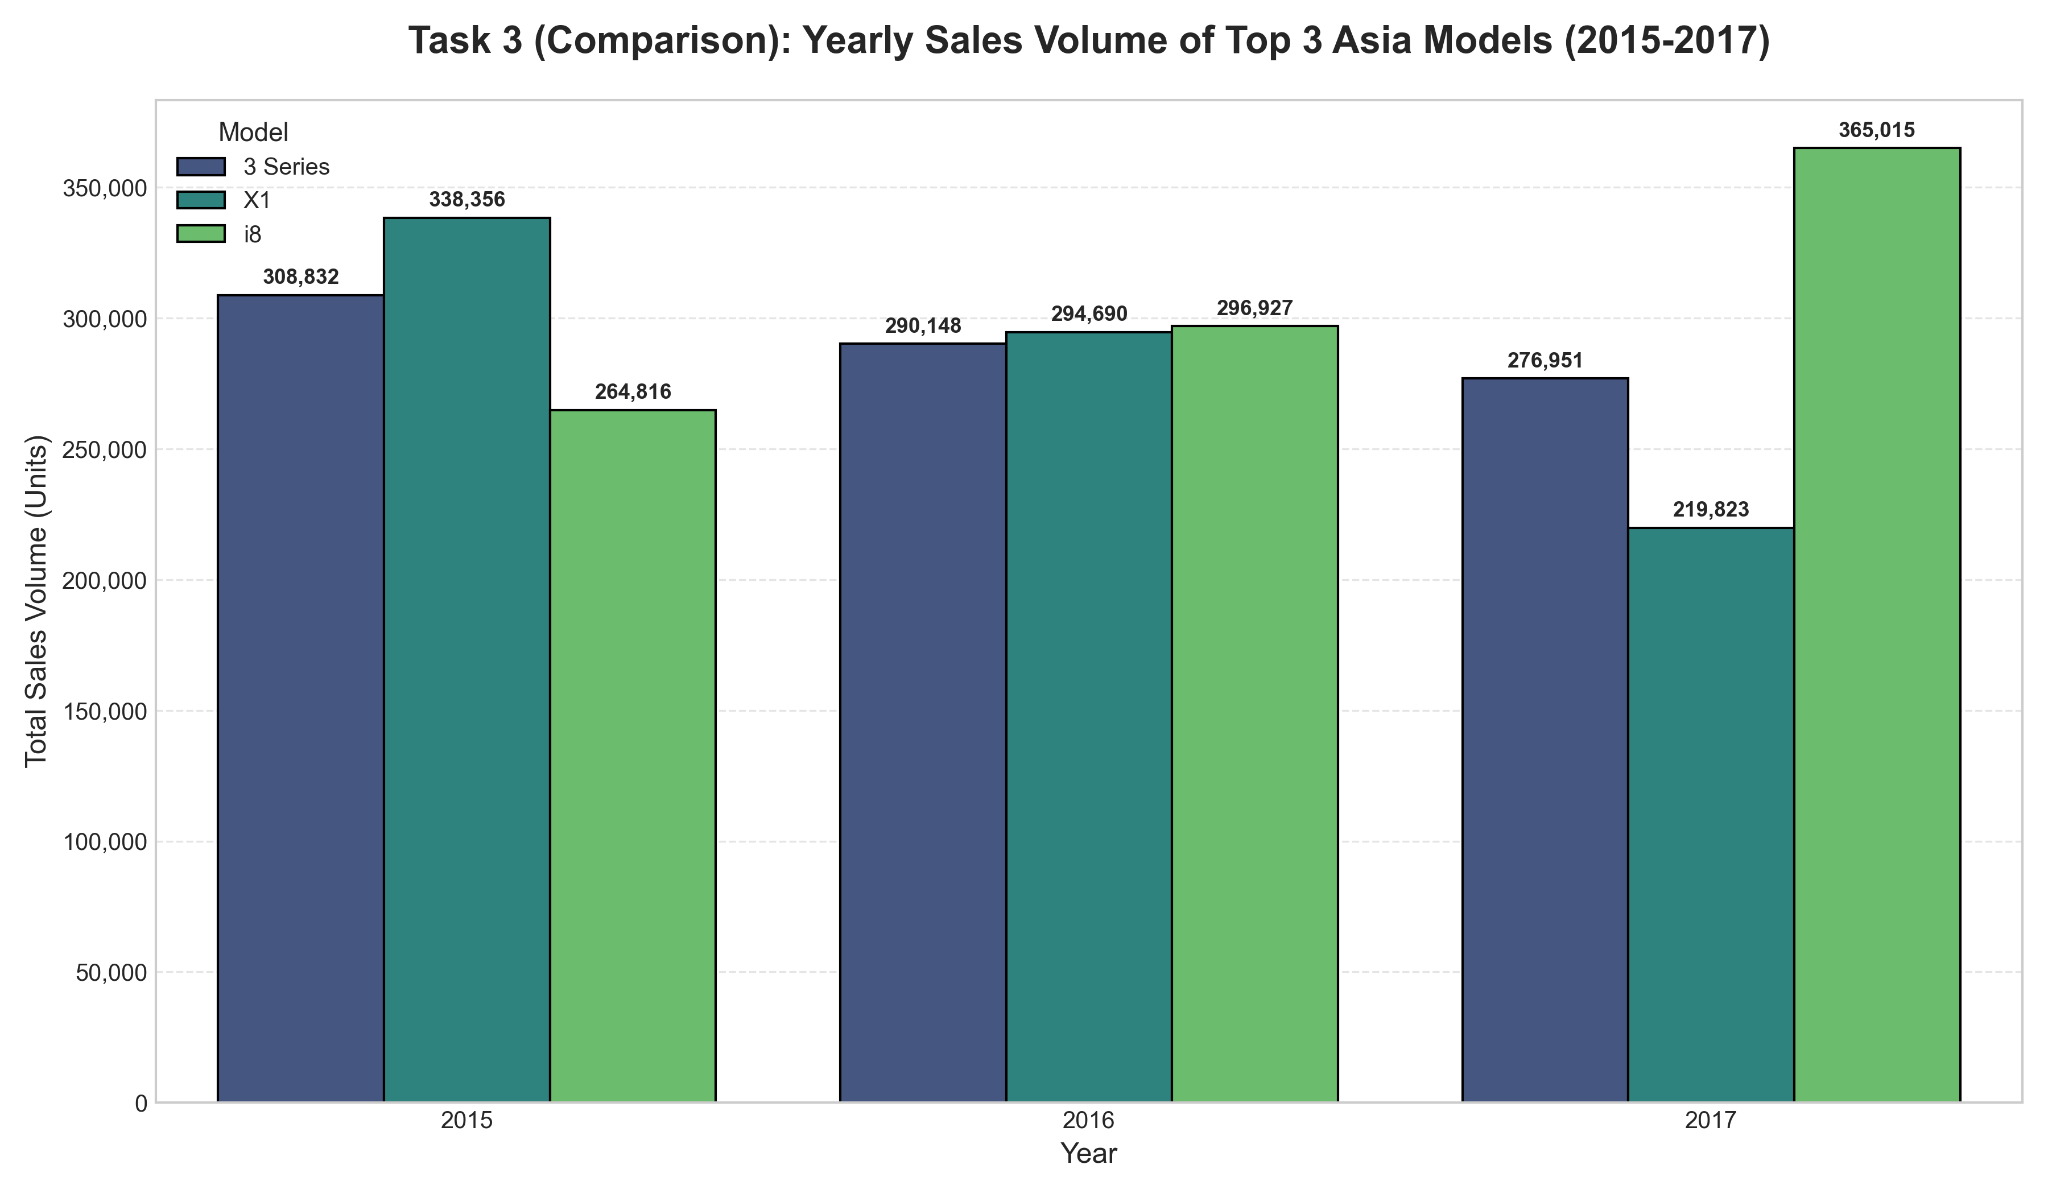 Task 3 (Comparison): Yearly Sales Volume of Top 3 Asia Models (2015-2017)
Model
3 Series
X1
i8
Total Sales Volume (Units)
350,000
300,000
250,000
200,000
150,000
100,000
50,000
0
308,832
338,356
264,816
290,148
294,690
296,927
276,951
219,823
365,015
2015
2016
2017
Year